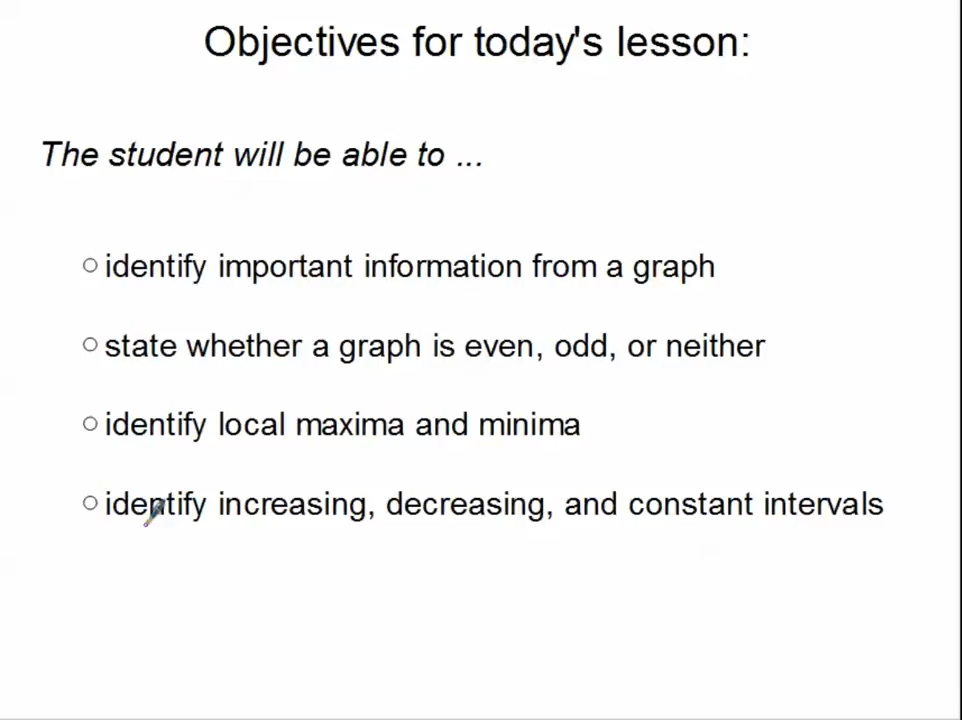 Objectives for today's lesson:
The student will be able to ...
identify important information from a graph
state whether a graph is even, odd, or neither
identify local maxima and minima
identify increasing, decreasing, and constant intervals